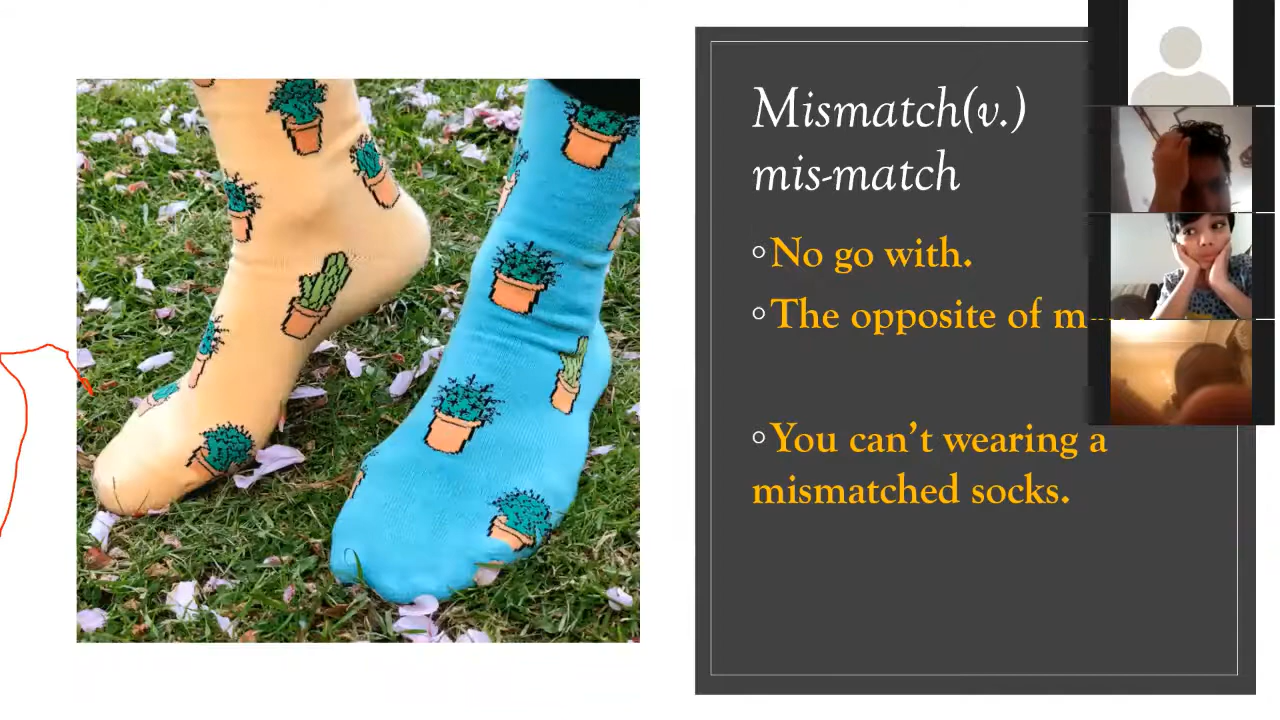 Mismatch(v.)
mis-match
No go with.
The opposite of
You can't wearing a
mismatched socks.